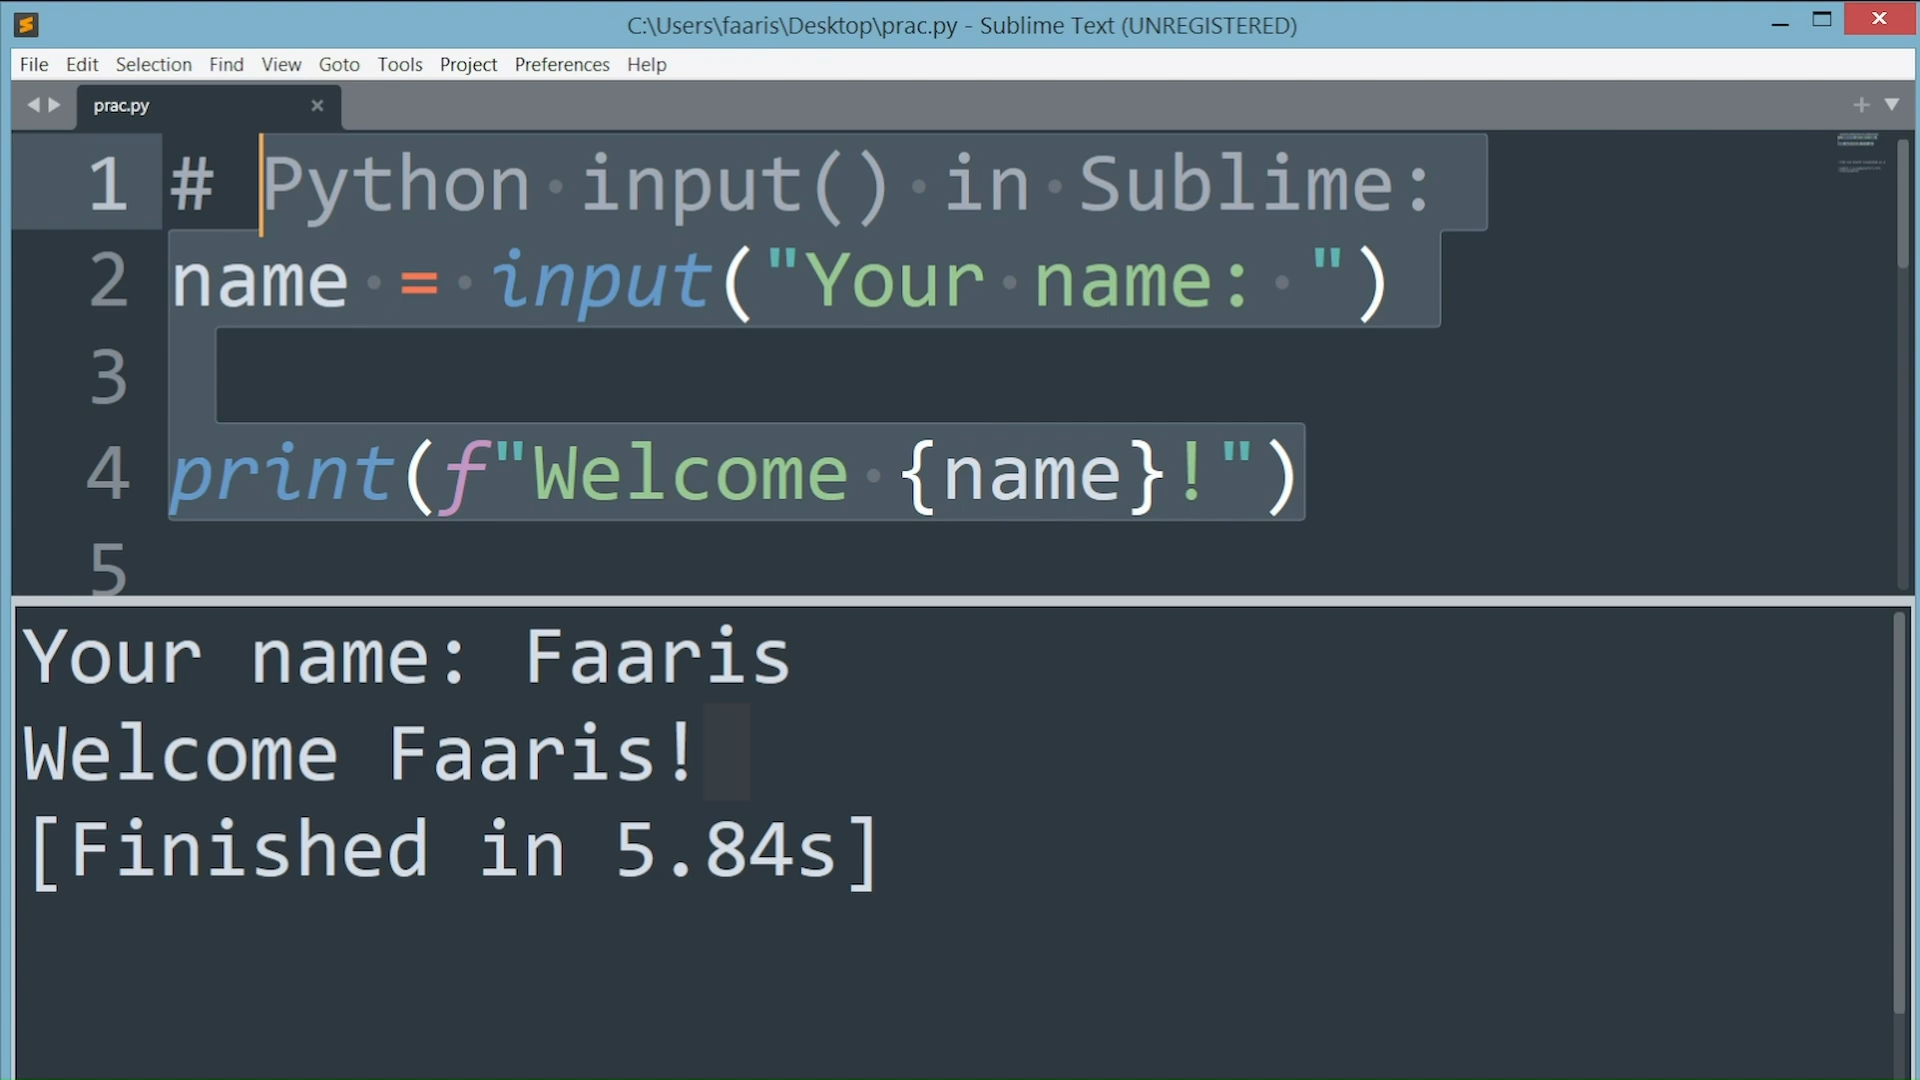 C:\Users\faaris\Desktop\prac.py - Sublime Text (UNREGISTERED)
File Edit Selection Find View Goto Tools Project Preferences Help
prac.py
1 # Python input() in Sublime:
2 name = input("Your name: ")
3
4 print(f"Welcome {name}!")
5
Your name: Faaris
Welcome Faaris!
[Finished in 5.84s]